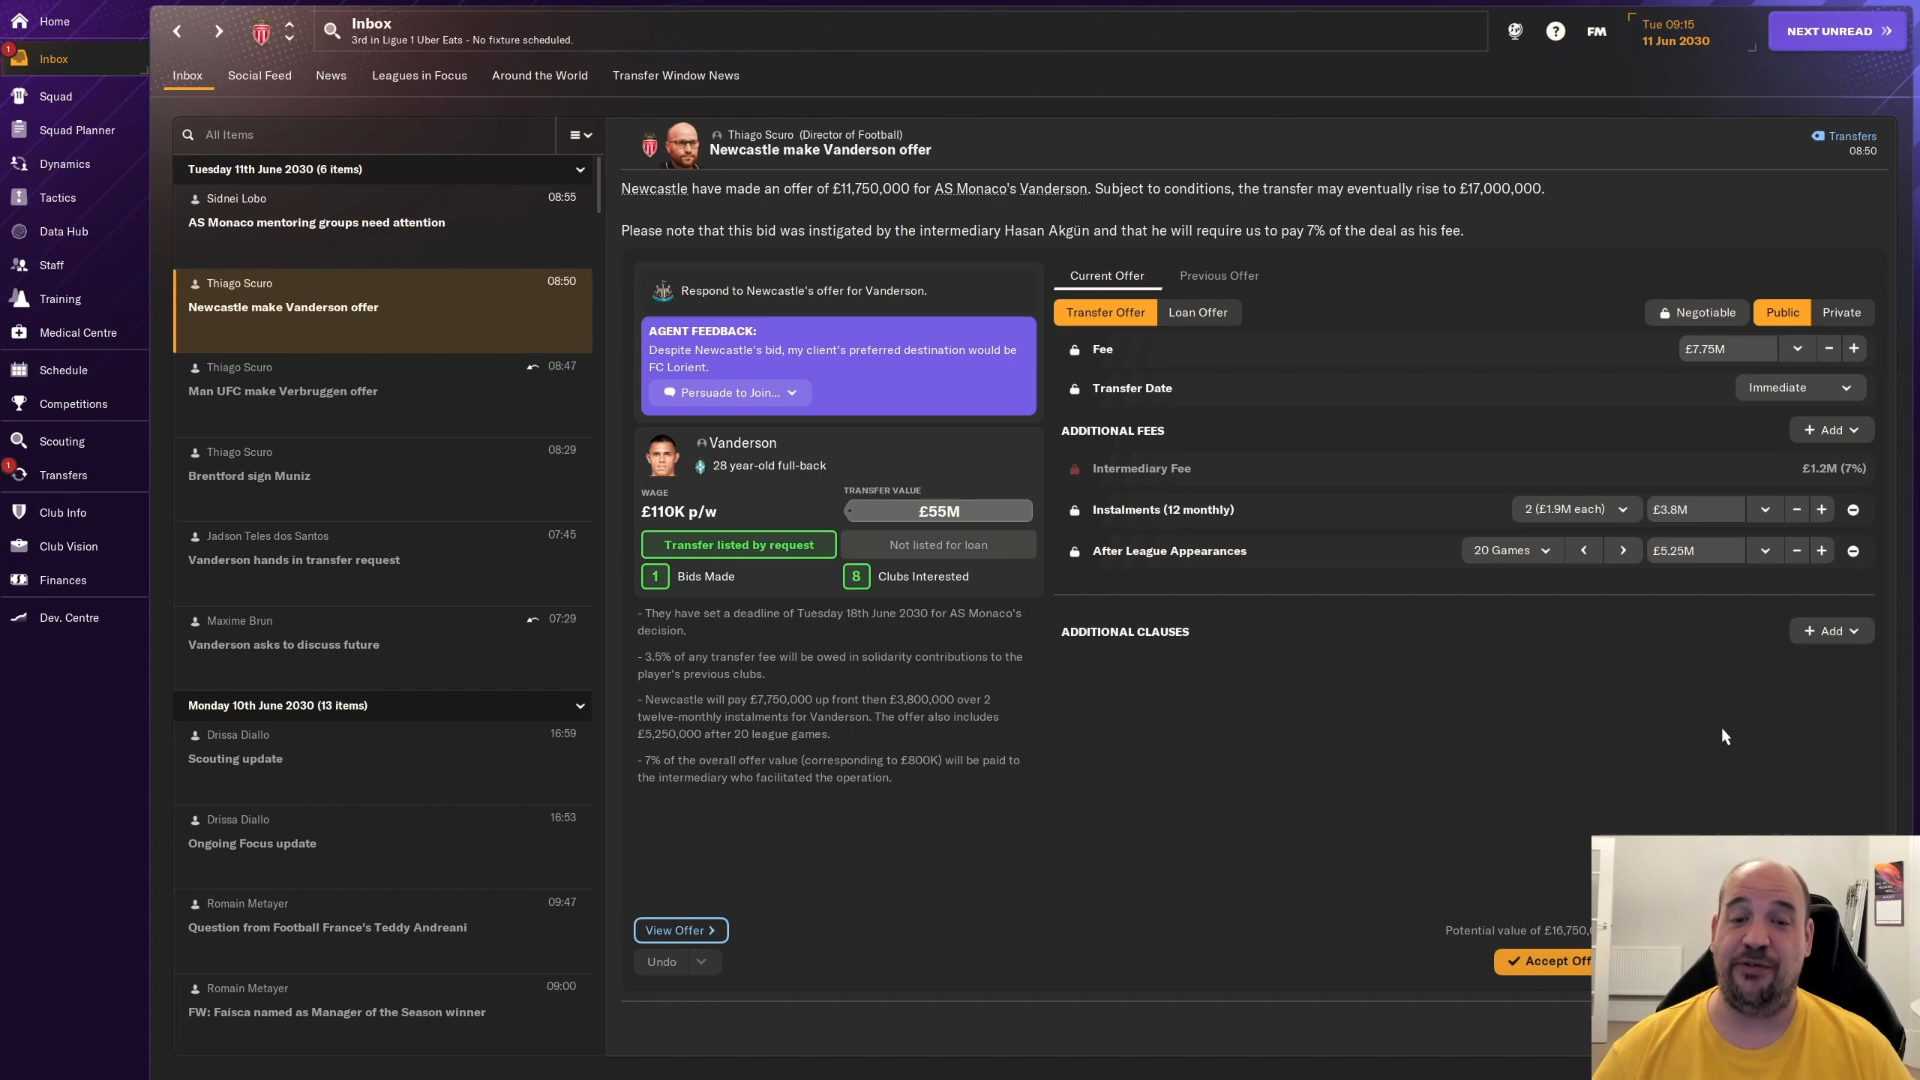 Home
Inbox
3rd in Ligue 1 Uber Eats - No fixture scheduled.
FM
Tue 09:15
11 Jun 2030
NEXT UNREAD
1
Inbox
Squad
Squad Planner
Dynamics
Tactics
Data Hub
Staff
Training
Medical Centre
Schedule
Competitions
Scouting
1
Transfers
Club Info
Club Vision
Finances
Dev. Centre
Inbox Social Feed News Leagues in Focus Around the World Transfer Window News
All Items
Tuesday 11th June 2030 (6 items)
Sidnei Lobo 08:55
AS Monaco mentoring groups need attention
Thiago Scuro 08:50
Newcastle make Vanderson offer
Thiago Scuro 08:47
Man UFC make Verbruggen offer
Thiago Scuro 08:29
Brentford sign Muniz
Jadson Teles dos Santos 07:45
Vanderson hands in transfer request
Maxime Brun 07:29
Vanderson asks to discuss future
Monday 10th June 2030 (13 items)
Drissa Diallo 16:59
Scouting update
Drissa Diallo 16:53
Ongoing Focus update
Romain Metayer 09:47
Question from Football France's Teddy Andreani
Romain Metayer 09:00
FW: Faísca named as Manager of the Season winner
Thiago Scuro (Director of Football)
Newcastle make Vanderson offer
Transfers
08:50
Newcastle have made an offer of £11,750,000 for AS Monaco's Vanderson. Subject to conditions, the transfer may eventually rise to £17,000,000.
Please note that this bid was instigated by the intermediary Hasan Akgün and that he will require us to pay 7% of the deal as his fee.
Respond to Newcastle's offer for Vanderson.
AGENT FEEDBACK:
Despite Newcastle's bid, my client's preferred destination would be
FC Lorient.
Persuade to Join...
Vanderson
28 year-old full-back
WAGE
£110K p/w
TRANSFER VALUE
£55M
Transfer listed by request
Not listed for loan
1 Bids Made
8 Clubs Interested
- They have set a deadline of Tuesday 18th June 2030 for AS Monaco's
decision.
- 3.5% of any transfer fee will be owed in solidarity contributions to the
player's previous clubs.
- Newcastle will pay £7,750,000 up front then £3,800,000 over 2
twelve-monthly instalments for Vanderson. The offer also includes
£5,250,000 after 20 league games.
- 7% of the overall offer value (corresponding to £800K) will be paid to
the intermediary who facilitated the operation.
View Offer
Undo
Current Offer Previous Offer
Transfer Offer Loan Offer
Negotiable Public Private
Fee £7.75M
Transfer Date Immediate
ADDITIONAL FEES Add
Intermediary Fee £1.2M (7%)
Instalments (12 monthly) 2 (£1.9M each) £3.8M
After League Appearances 20 Games £5.25M
ADDITIONAL CLAUSES Add
Potential value of £16,750,
Accept Off